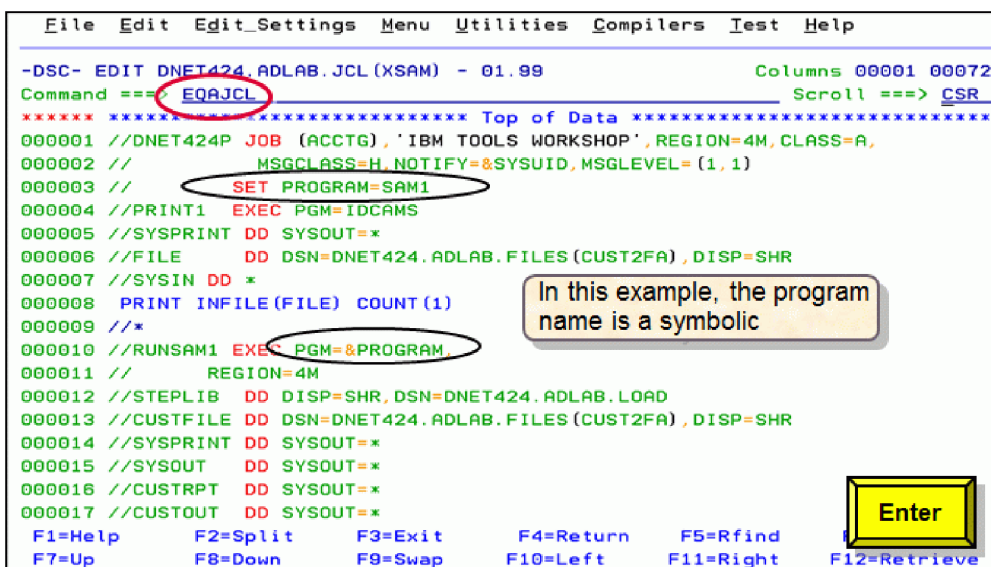 File Edit Edit_Settings Menu Utilities Compilers Test Help
-DSC- EDIT DNET424.ADLAB.JCL(XSAM) - 01.99 Columns 00001 00072
Command ===> EQAJCL Scroll ===> CSR
****** ******************************** Top of Data ******************************
000001 //DNET424P JOB (ACCTG),'IBM TOOLS WORKSHOP',REGION=4M,CLASS=A,
000002 // MSGCLASS=H,NOTIFY=&SYSUID,MSGLEVEL=(1,1)
000003 // SET PROGRAM=SAM1
000004 //PRINT1 EXEC PGM=IDCAMS
000005 //SYSPRINT DD SYSOUT=*
000006 //FILE DD DSN=DNET424.ADLAB.FILES(CUST2FA),DISP=SHR
000007 //SYSIN DD *
000008 PRINT INFILE(FILE) COUNT(1)
In this example, the program
name is a symbolic
000009 //*
000010 //RUNSAM1 EXEC PGM=&PROGRAM,
000011 // REGION=4M
000012 //STEPLIB DD DISP=SHR,DSN=DNET424.ADLAB.LOAD
000013 //CUSTFILE DD DSN=DNET424.ADLAB.FILES(CUST2FA),DISP=SHR
000014 //SYSPRINT DD SYSOUT=*
000015 //SYSOUT DD SYSOUT=*
000016 //CUSTRPT DD SYSOUT=*
000017 //CUSTOUT DD SYSOUT=*
Enter
F1=Help F2=Split F3=Exit F4=Return F5=Rfind
F7=Up F8=Down F9=Swap F10=Left F11=Right F12=Retrieve